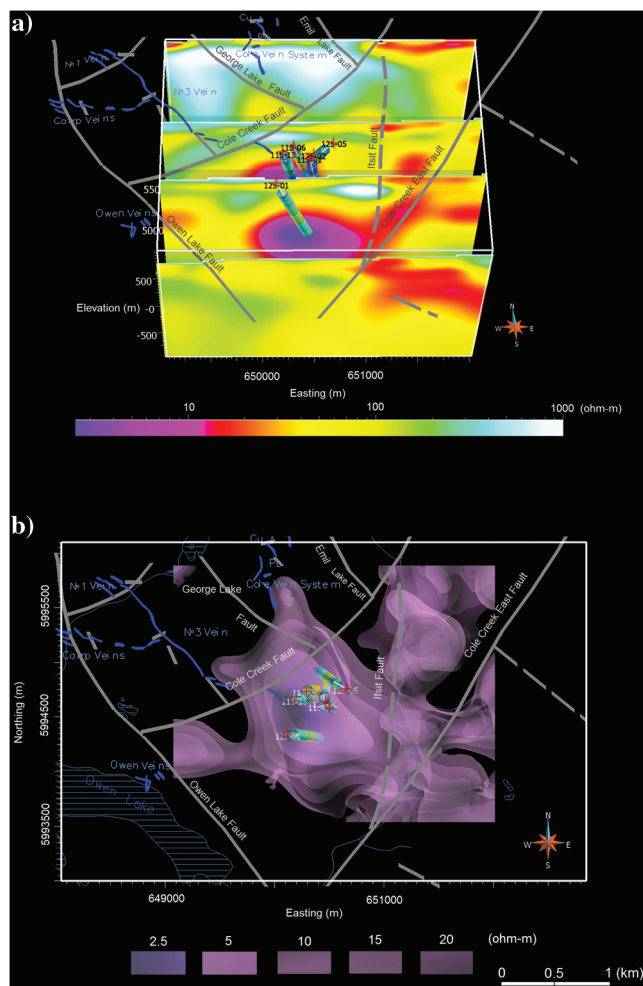 a)
Cu
Cole Vein System
Emil Lake Fault
George Lake Fault
Nº1 Vein
Nº3 Vein
Camp Veins
Cole Creek Fault
11S-06
12S-05
11S-13
12S-02
12S-01
Itsit Fault
Cole Creek East Fault
Owen Veins
Owen Lake Fault
550
5000
500
-0
-500
Elevation (m)
N
W E
S
650000 651000
Easting (m)
10 100 1000 (ohm-m)
b)
Cu
Pb
Cole Vein System
Emil Lake Fault
George Lake Fault
Nº1 Vein
Nº3 Vein
Camp Veins
Cole Creek Fault
Itsit Fault
Cole Creek East Fault
Owen Veins
Owen Lake
Owen Lake Fault
5995500
5994500
5993500
Northing (m)
N
W E
S
649000 651000
Easting (m)
2.5 5 10 15 20 (ohm-m)
0 0.5 1 (km)